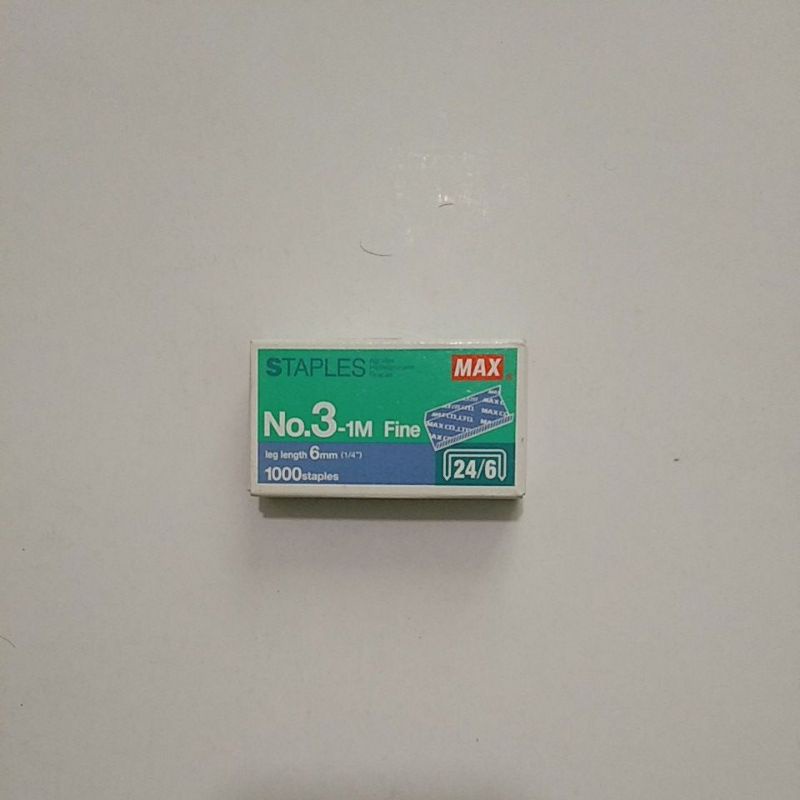 STAPLES
MAX
No.3-1M Fine
leg length 6mm (1/4")
1000staples
24/6